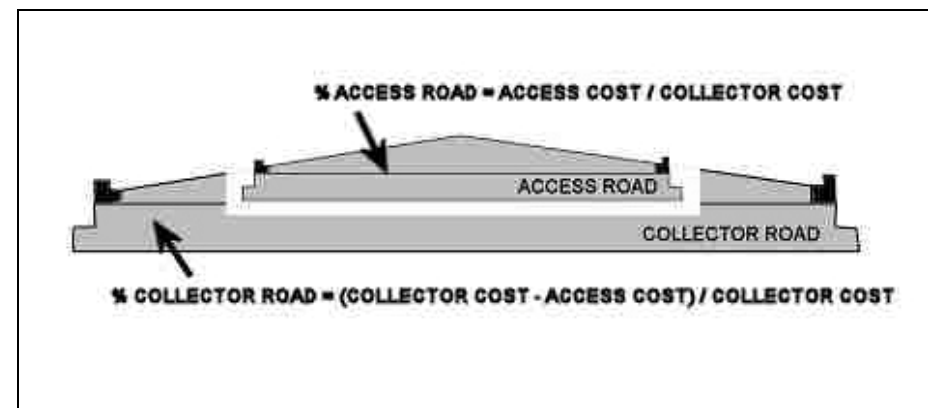 % ACCESS ROAD = ACCESS COST / COLLECTOR COST
ACCESS ROAD
COLLECTOR ROAD
% COLLECTOR ROAD = (COLLECTOR COST - ACCESS COST) / COLLECTOR COST